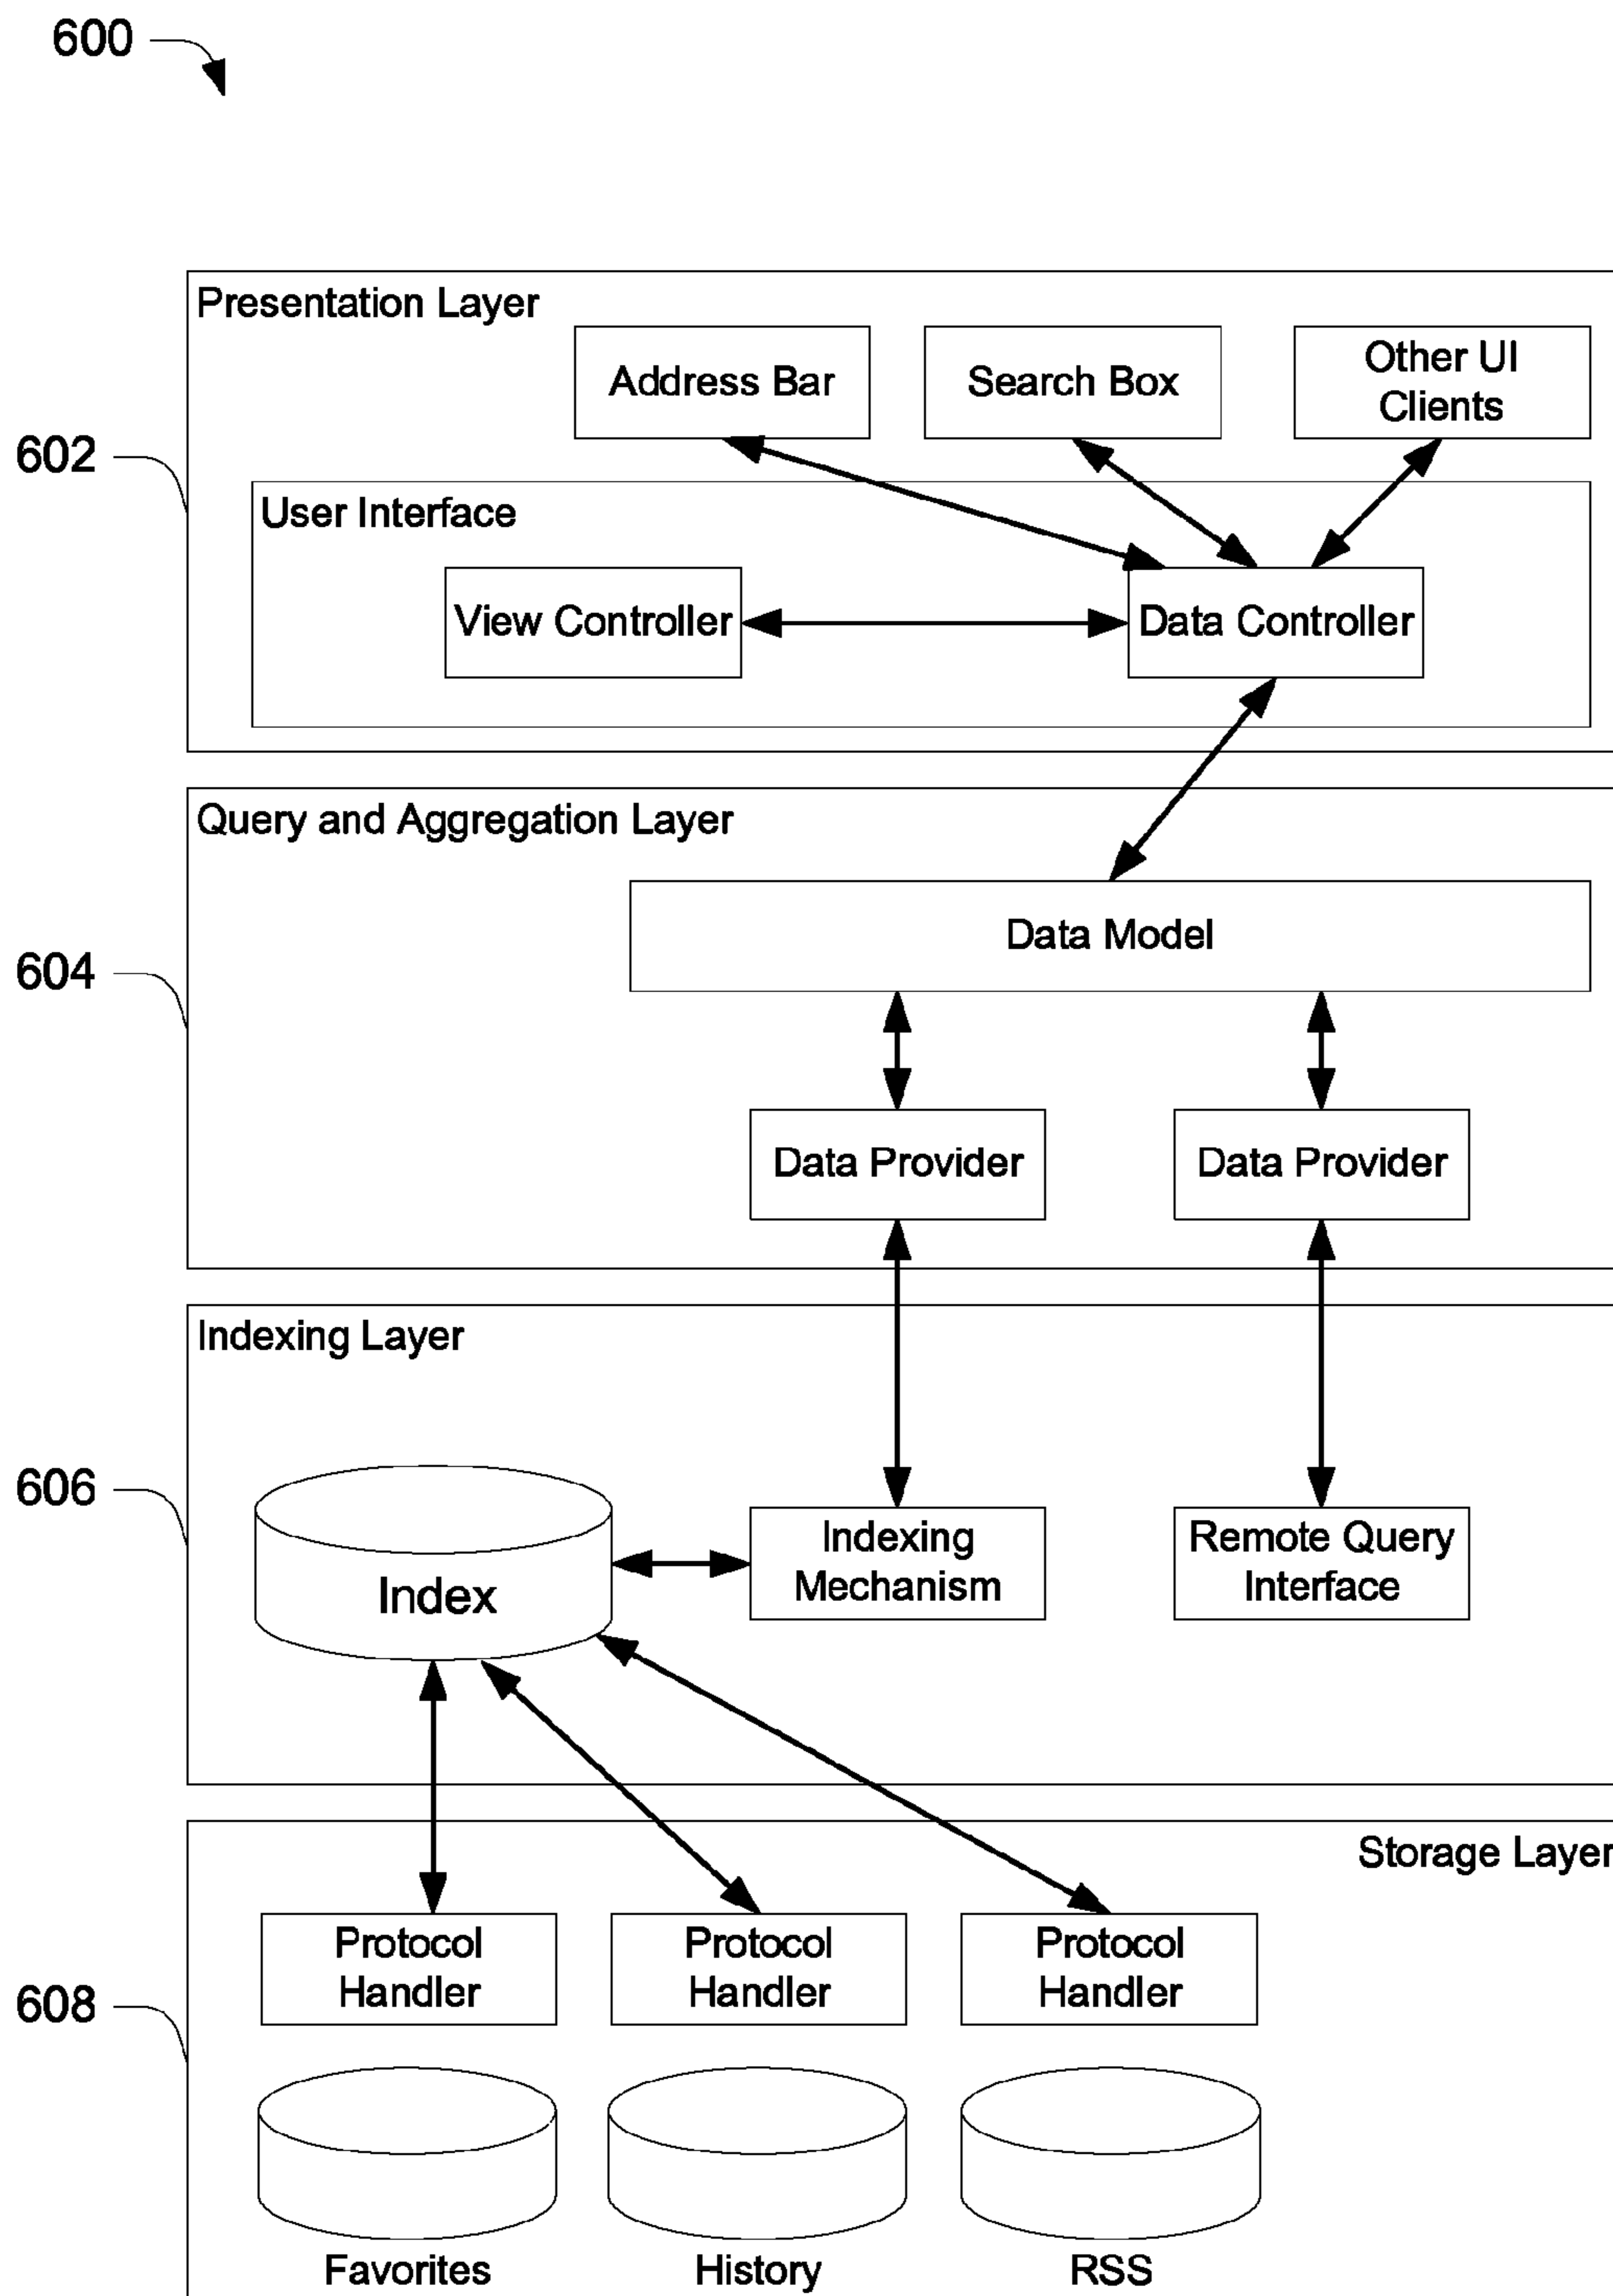 600
Presentation Layer
Address Bar
Search Box
Other UI
Clients
602
User Interface
View Controller
Data Controller
Query and Aggregation Layer
Data Model
604
Data Provider
Data Provider
Indexing Layer
606
Index
Indexing
Mechanism
Remote Query
Interface
Storage Layer
Protocol
Handler
Protocol
Handler
Protocol
Handler
608
Favorites
History
RSS